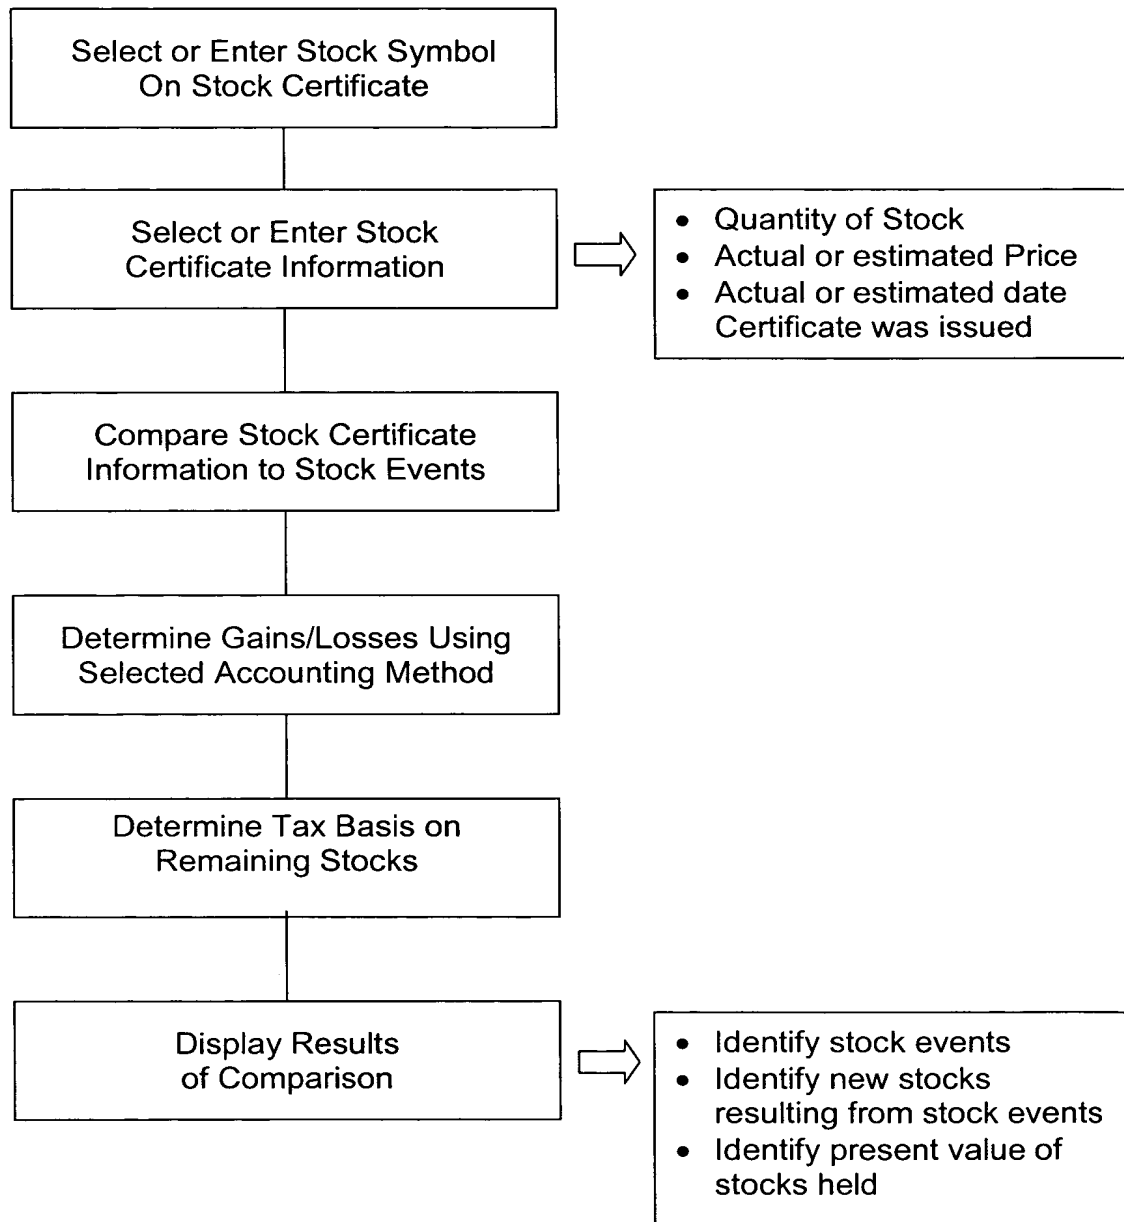 Select or Enter Stock Symbol
On Stock Certificate
Select or Enter Stock
Certificate Information
• Quantity of Stock
• Actual or estimated Price
• Actual or estimated date
Certificate was issued
Compare Stock Certificate
Information to Stock Events
Determine Gains/Losses Using
Selected Accounting Method
Determine Tax Basis on
Remaining Stocks
Display Results
of Comparison
• Identify stock events
• Identify new stocks
resulting from stock events
• Identify present value of
stocks held